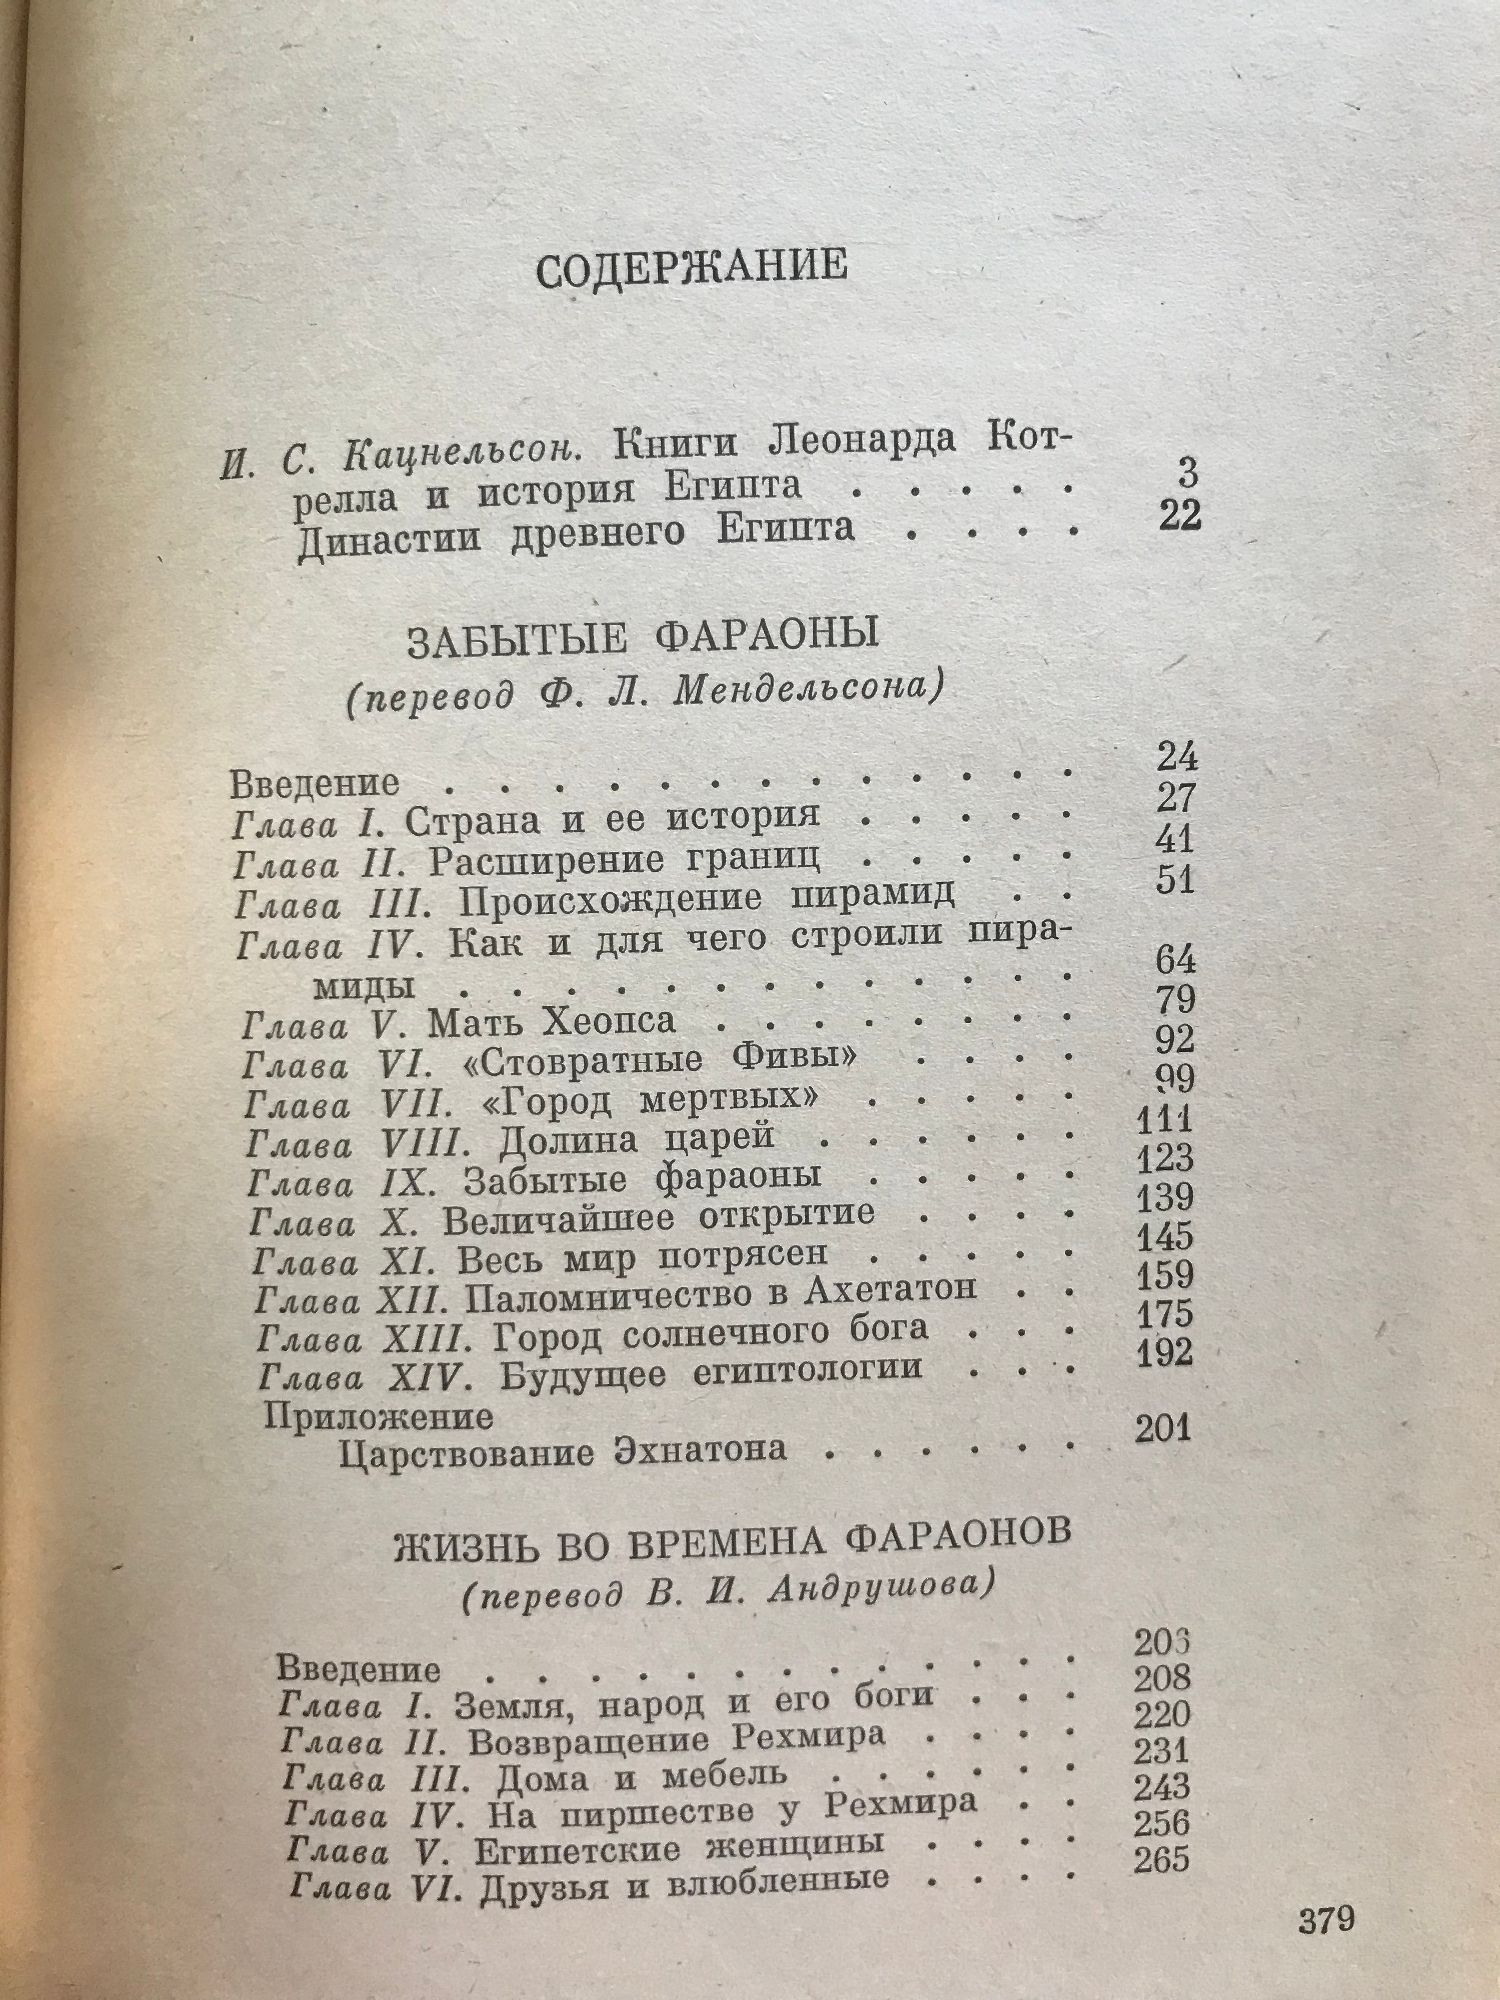 СОДЕРЖАНИЕ
И. С. Кацнельсон. Книги Леонарда Кот-
релла и история Египта . . . . . 3
Династии древнего Египта . . . . 22
ЗАБЫТЫЕ ФАРАОНЫ
(перевод Ф. Л. Мендельсона)
Введение . . . . . . . . . . . . . 24
Глава I. Страна и ее история . . . . . 27
Глава II. Расширение границ . . . . . 41
Глава III. Происхождение пирамид . . 51
Глава IV. Как и для чего строили пира-
миды . . . . . . . . . . . . . 64
Глава V. Мать Хеопса . . . . . . . . 79
Глава VI. «Стовратные Фивы» . . . . 92
Глава VII. «Город мертвых» . . . . . 99
Глава VIII. Долина царей . . . . . . 111
Глава IX. Забытые фараоны . . . . . 123
Глава X. Величайшее открытие . . . . 139
Глава XI. Весь мир потрясен . . . . . 145
Глава XII. Паломничество в Ахетатон . . 159
Глава XIII. Город солнечного бога . . . 175
Глава XIV. Будущее египтологии . . . 192
Приложение
Царствование Эхнатона . . . . . . 201
ЖИЗНЬ ВО ВРЕМЕНА ФАРАОНОВ
(перевод В. И. Андрушова)
Введение . . . . . . . . . . . . . 206
Глава I. Земля, народ и его боги . . . 208
Глава II. Возвращение Рехмира . . . . 220
Глава III. Дома и мебель . . . . . . 231
Глава IV. На пиршестве у Рехмира . . 243
Глава V. Египетские женщины . . . . 256
Глава VI. Друзья и влюбленные . . . . 265
379